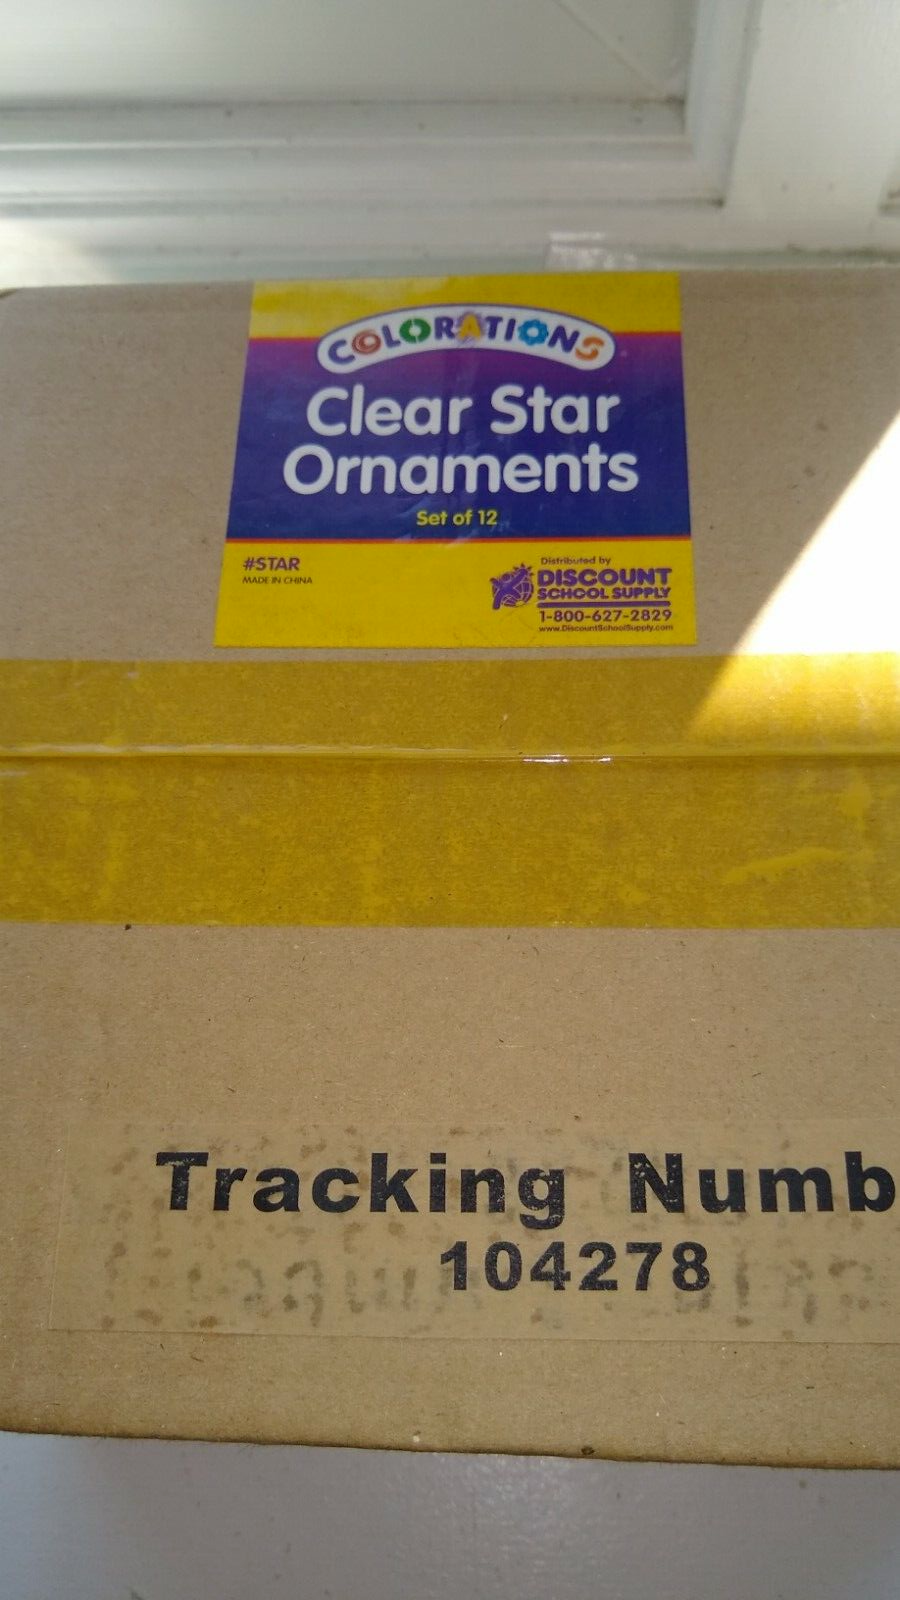 COLORATIONS
Clear Star
Ornaments
Set of 12
#STAR
MADE IN CHINA
Distributed by
DISCOUNT
SCHOOL SUPPLY
1-800-627-2829
www.DiscountSchoolSupply.com
Tracking Numb
104278